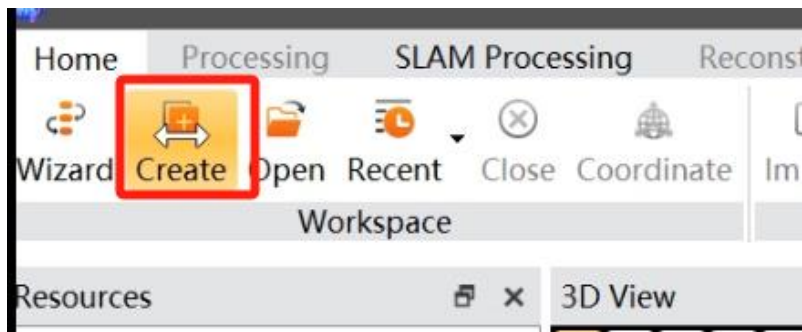 Home Processing SLAM Processing
Wizard Create Open Recent Close Coordinate
Workspace
Resources 3D View